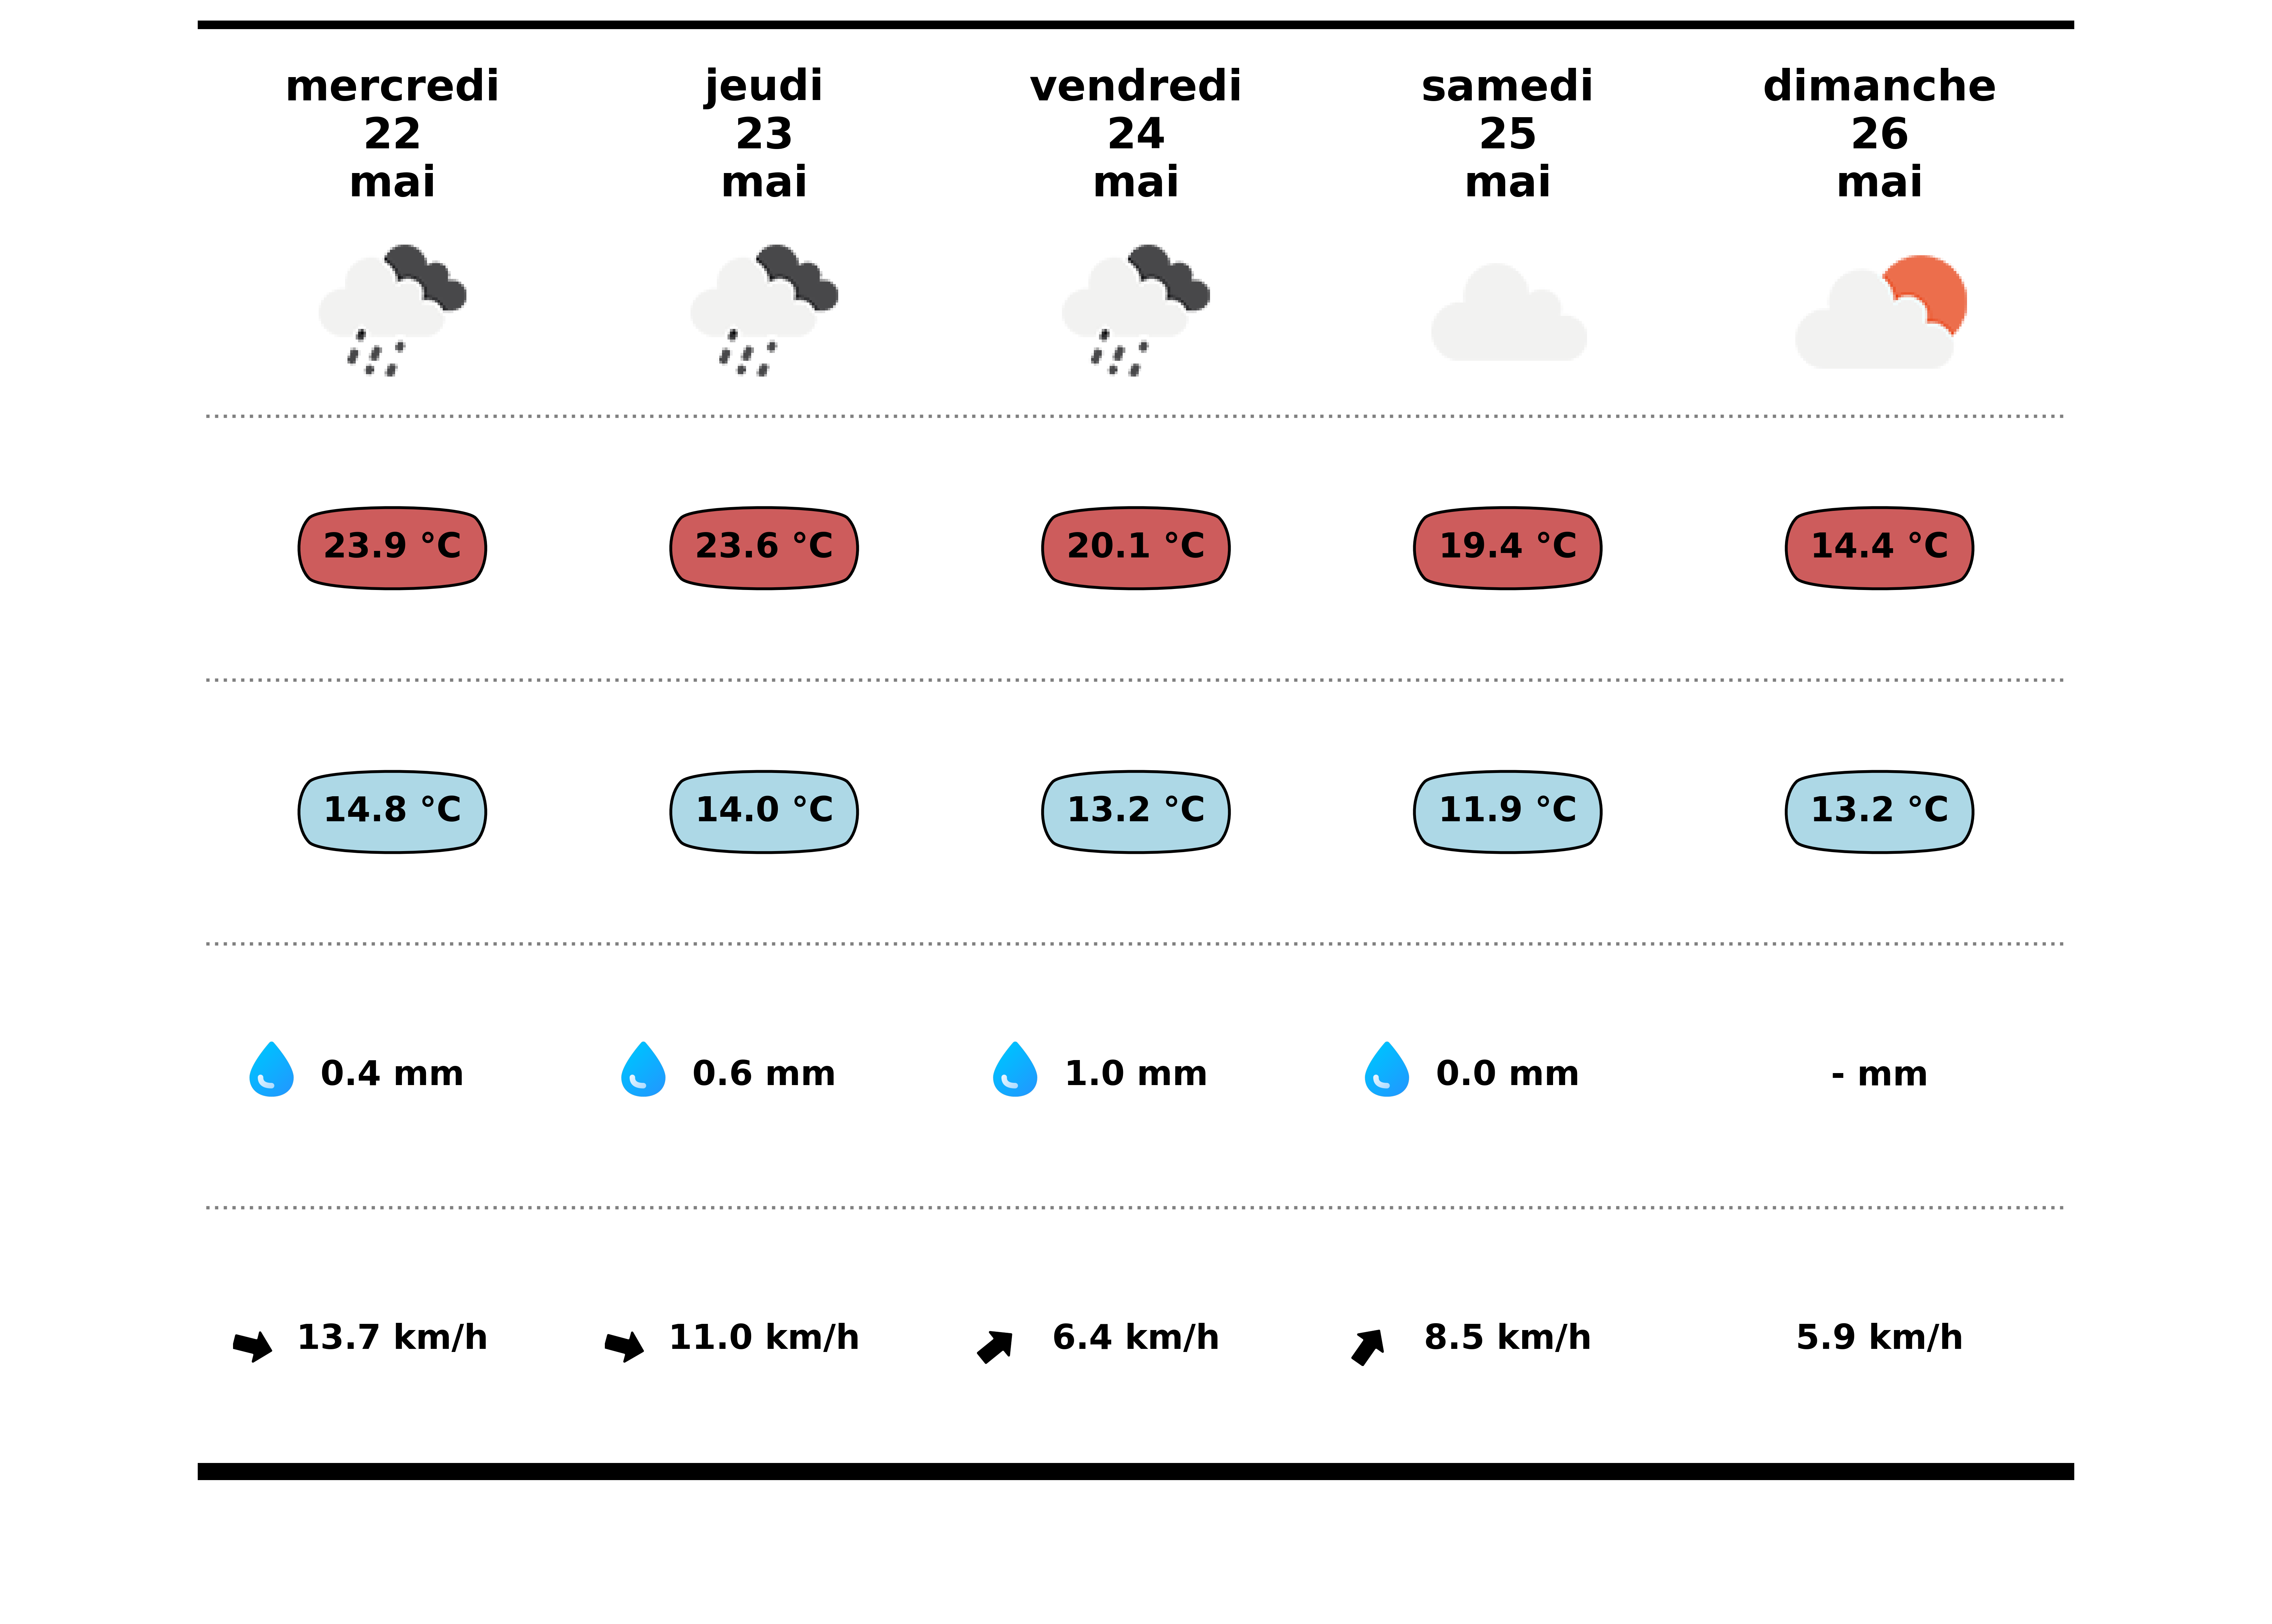 mercredi
22
mai
jeudi
23
mai
vendredi
24
mai
samedi
25
mai
dimanche
26
mai
23.9 °C
23.6 °C
20.1 °C
19.4 °C
14.4 °C
14.8 °C
14.0 °C
13.2 °C
11.9 °C
13.2 °C
0.4 mm
0.6 mm
1.0 mm
0.0 mm
- mm
13.7 km/h
11.0 km/h
6.4 km/h
8.5 km/h
5.9 km/h